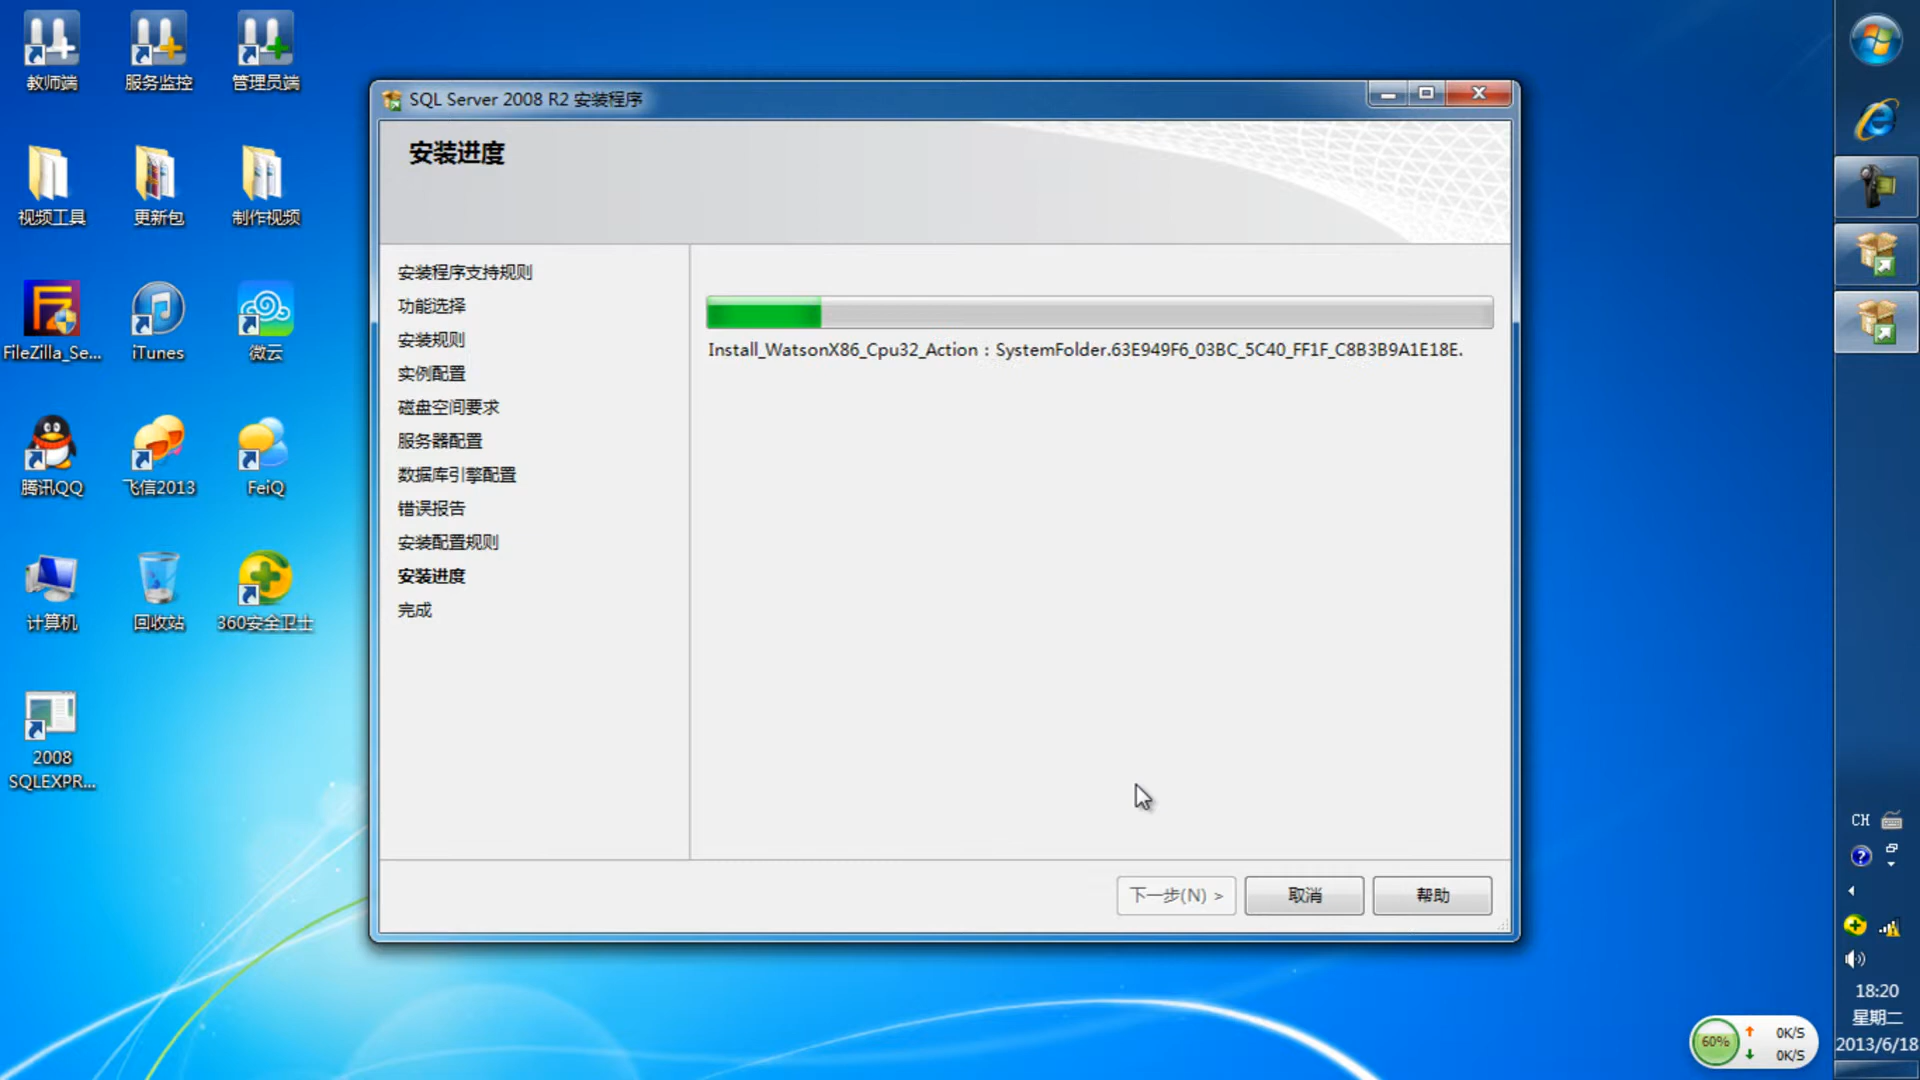 教师端
服务监控
管理员端
视频工具
更新包
制作视频
FileZilla_Se...
iTunes
微云
腾讯QQ
飞信2013
FeiQ
计算机
回收站
360安全卫士
2008
SQLEXPR...
SQL Server 2008 R2 安装程序
安装进度
安装程序支持规则
功能选择
安装规则
实例配置
磁盘空间要求
服务器配置
数据库引擎配置
错误报告
安装配置规则
安装进度
完成
Install_WatsonX86_Cpu32_Action : SystemFolder.63E949F6_03BC_5C40_FF1F_C8B3B9A1E18E.
下一步(N) >
取消
帮助
CH
18:20
星期二
2013/6/18
60%
0K/S
0K/S